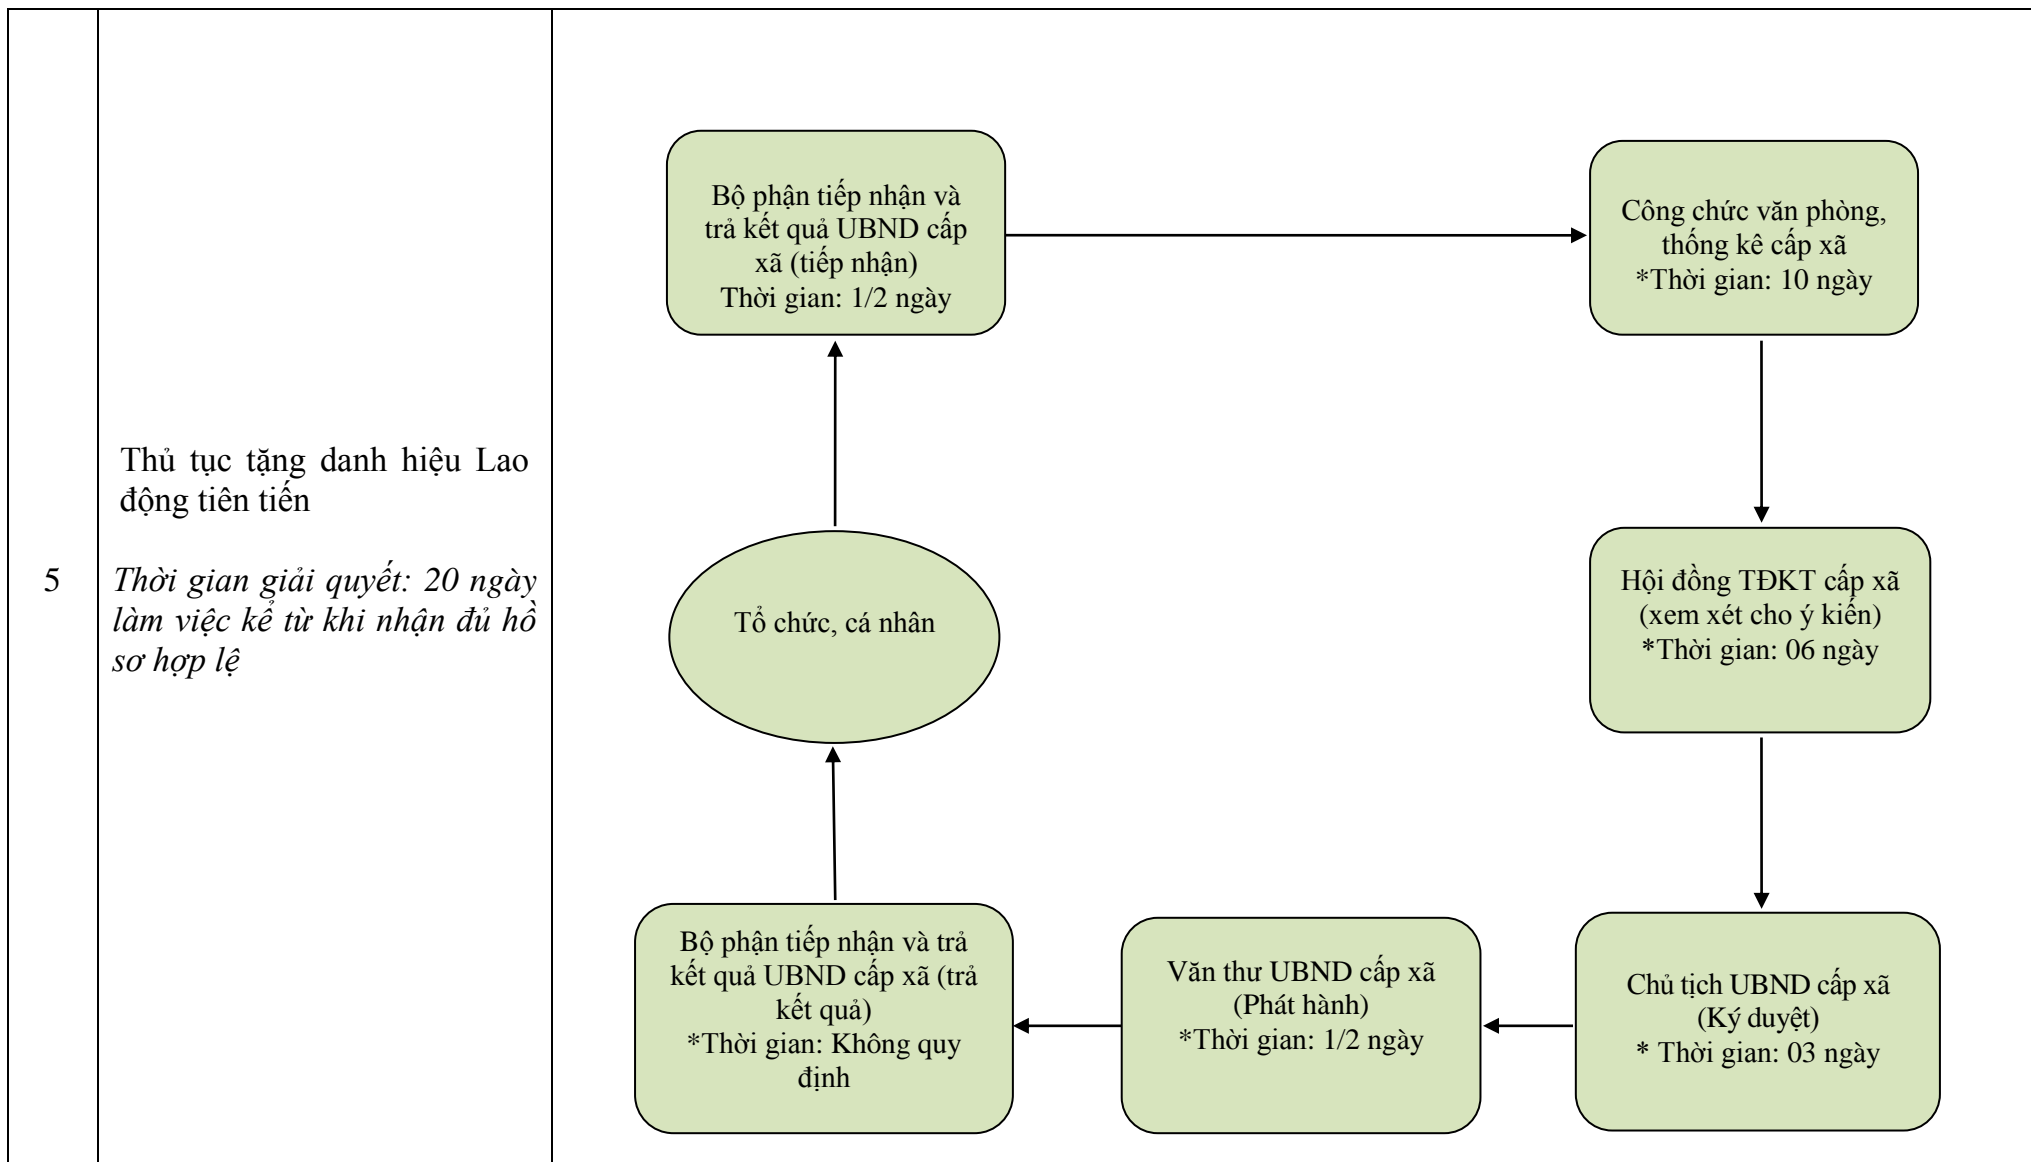 5
Thủ tục tặng danh hiệu Lao
động tiên tiến
Thời gian giải quyết: 20 ngày
làm việc kể từ khi nhận đủ hồ
sơ hợp lệ
Bộ phận tiếp nhận và
trả kết quả UBND cấp
xã (tiếp nhận)
Thời gian: 1/2 ngày
Công chức văn phòng,
thống kê cấp xã
*Thời gian: 10 ngày
Hội đồng TĐKT cấp xã
(xem xét cho ý kiến)
*Thời gian: 06 ngày
Tổ chức, cá nhân
Bộ phận tiếp nhận và trả
kết quả UBND cấp xã (trả
kết quả)
*Thời gian: Không quy
định
Văn thư UBND cấp xã
(Phát hành)
*Thời gian: 1/2 ngày
Chủ tịch UBND cấp xã
(Ký duyệt)
* Thời gian: 03 ngày